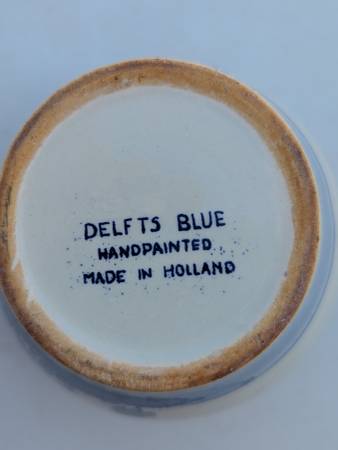 DELFTS BLUE
HANDPAINTED
MADE IN HOLLAND